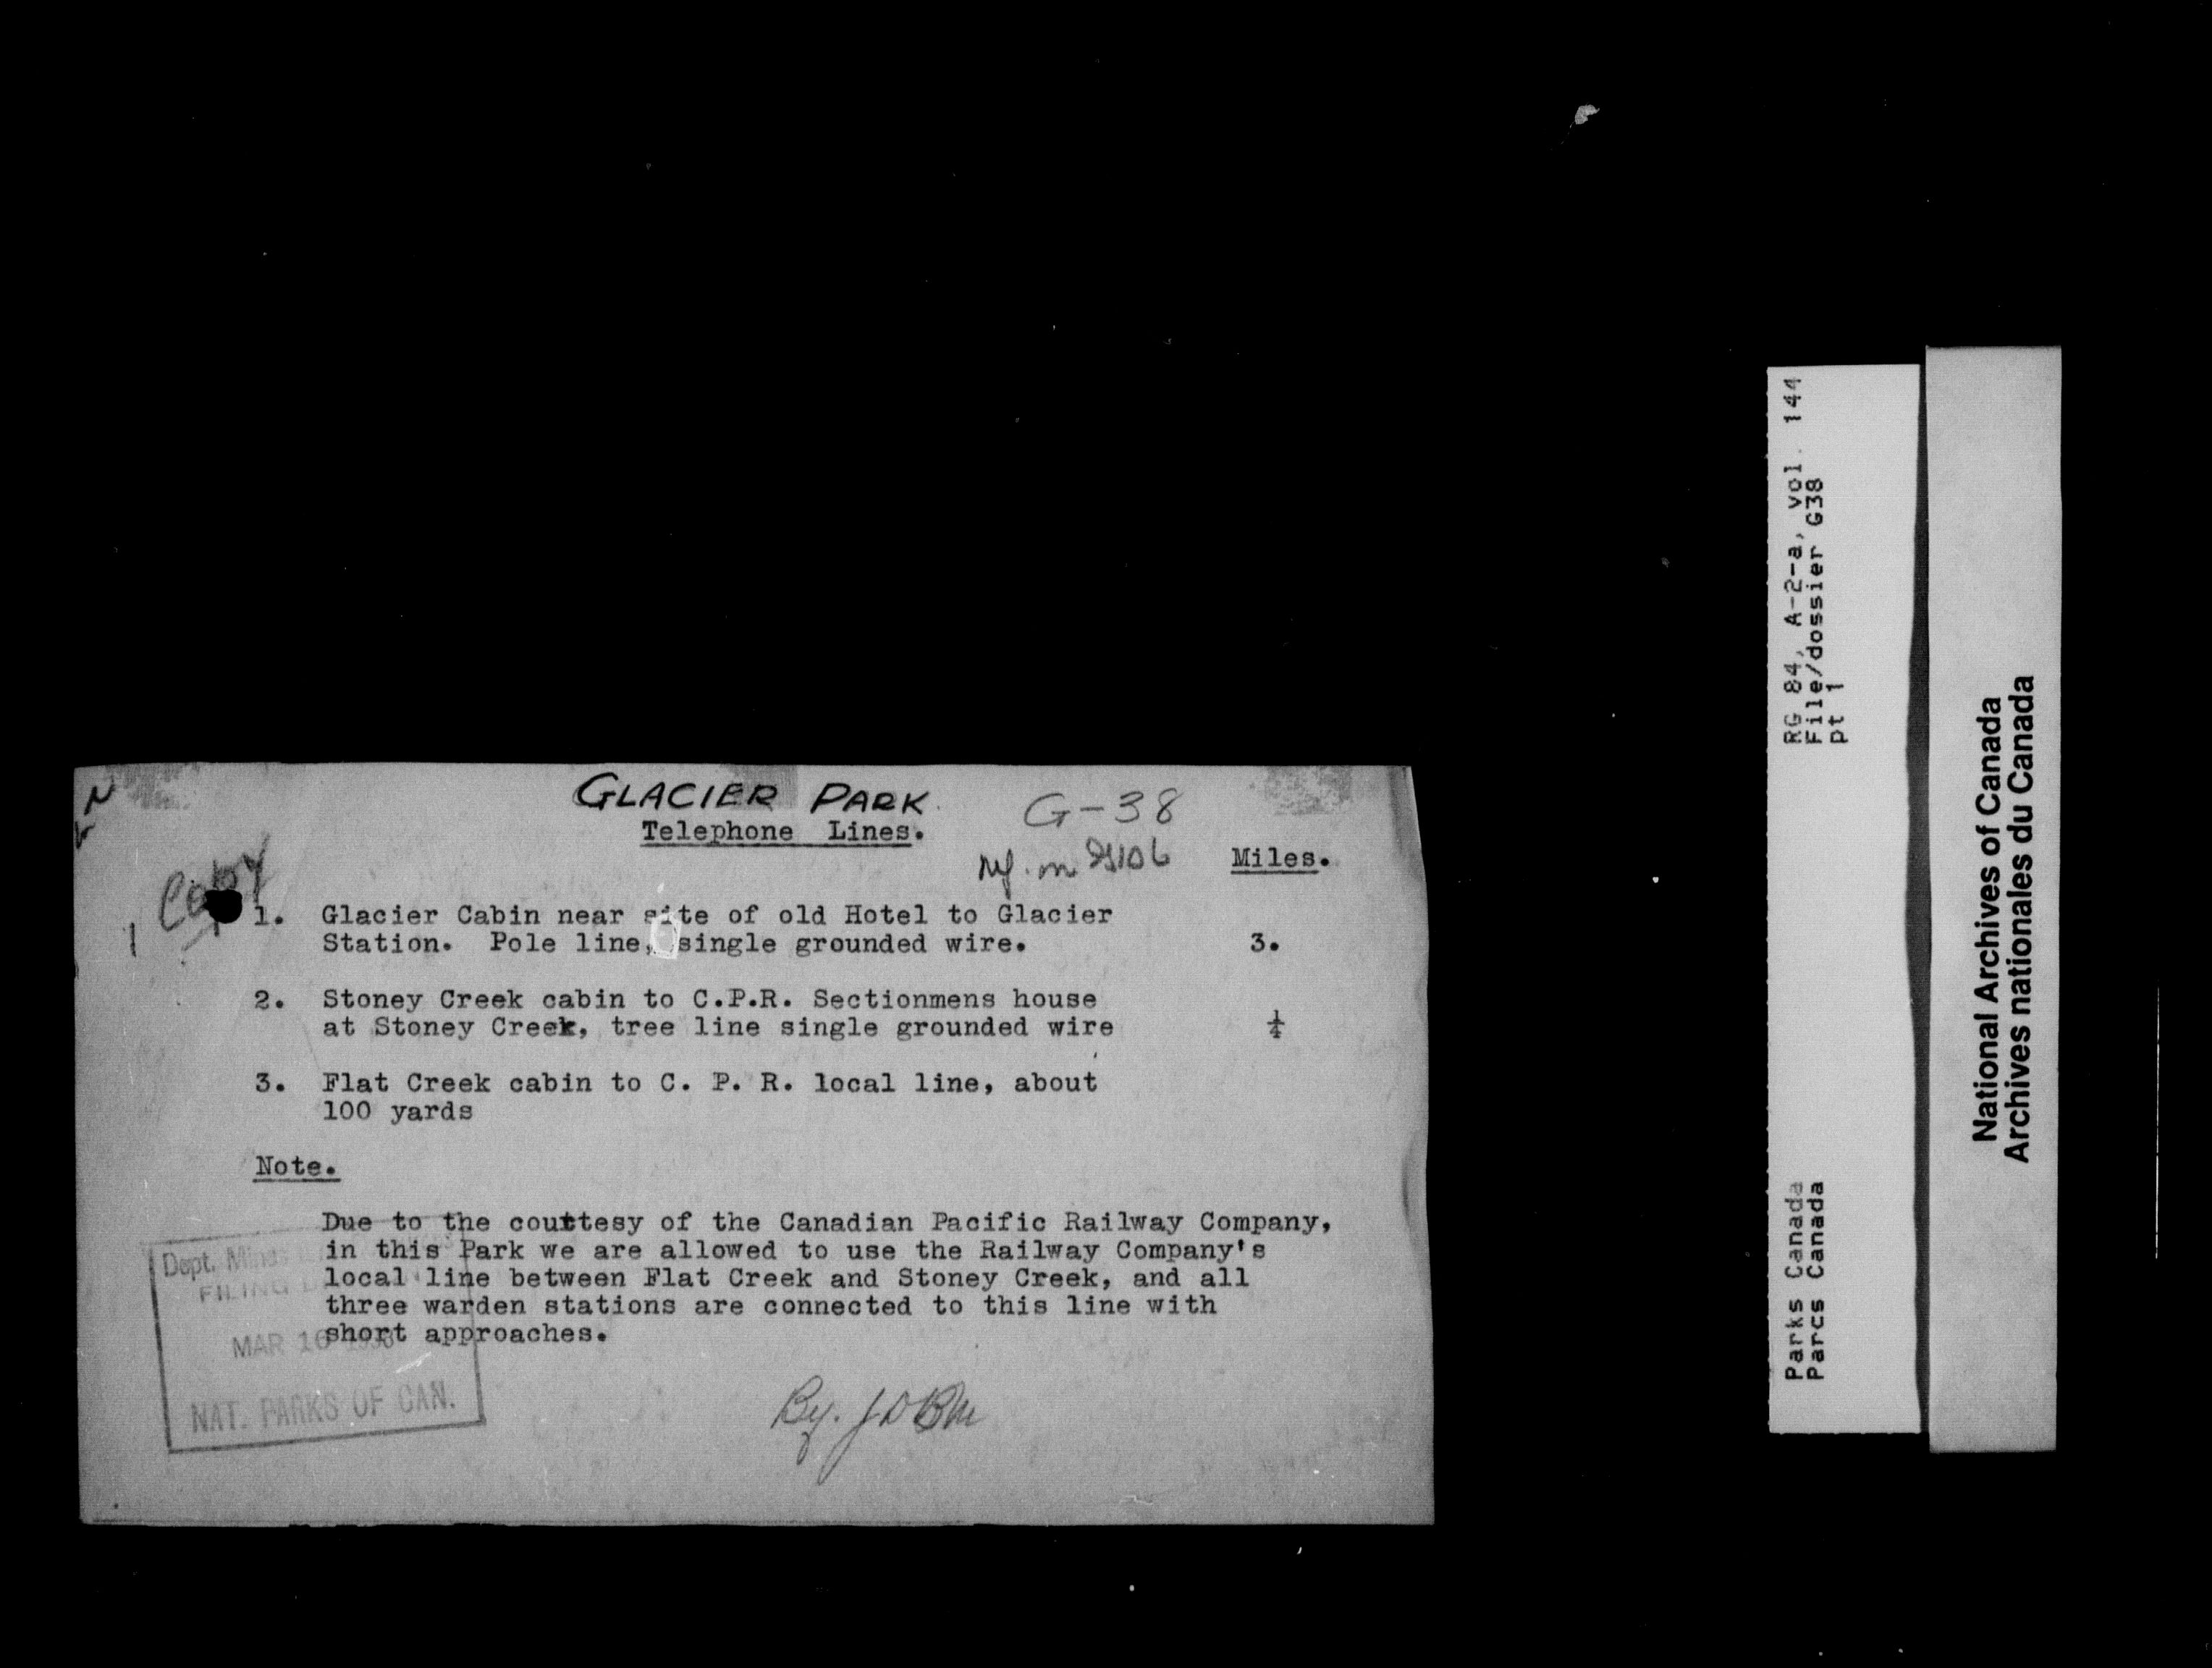 GLACIER PARK
G-38
Telephone Lines.
Miles.
Copy
1. Glacier Cabin near site of old Hotel to Glacier
Station. Pole line, single grounded wire. 3.
2. Stoney Creek cabin to C.P.R. Sectionmens house
at Stoney Creek, tree line single grounded wire ¼
3. Flat Creek cabin to C. P. R. local line, about
100 yards
Note.
Due to the couttesy of the Canadian Pacific Railway Company,
in this Park we are allowed to use the Railway Company's
local line between Flat Creek and Stoney Creek, and all
three warden stations are connected to this line with
short approaches.
Dept. Mines
FILING
MAR 16
NAT. PARKS OF CAN.
By.
RG 84, A-2-a, vol. 144
File/dossier G38
pt 1
Parks Canada
Parcs Canada
National Archives of Canada
Archives nationales du Canada